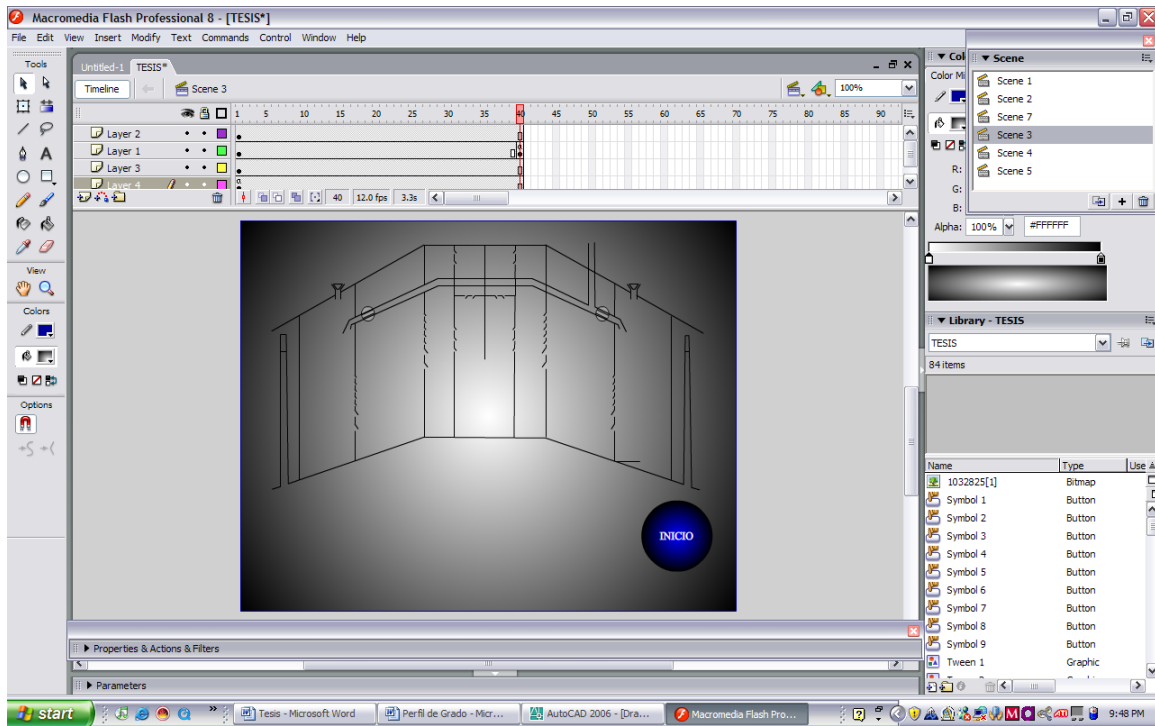 Macromedia Flash Professional 8 - [TESIS*]
File Edit View Insert Modify Text Commands Control Window Help
Tools
View
Colors
Options
Untitled-1 TESIS*
Timeline Scene 3 100%
1 5 10 15 20 25 30 35 40 45 50 55 60 65 70 75 80 85 90
Layer 2
Layer 1
Layer 3
Layer 4
40 12.0 fps 3.3s
INICIO
Properties & Actions & Filters
Parameters
Scene
Scene 1
Scene 2
Scene 7
Scene 3
Scene 4
Scene 5
Col
Color Mi
R:
G:
B:
Alpha: 100% #FFFFFF
Library - TESIS
TESIS
84 items
Name Type Use
1032825[1] Bitmap
Symbol 1 Button
Symbol 2 Button
Symbol 3 Button
Symbol 4 Button
Symbol 5 Button
Symbol 6 Button
Symbol 7 Button
Symbol 8 Button
Symbol 9 Button
Tween 1 Graphic
start Tesis - Microsoft Word Perfil de Grado - Micr... AutoCAD 2006 - [Dra... Macromedia Flash Pro... 9:48 PM